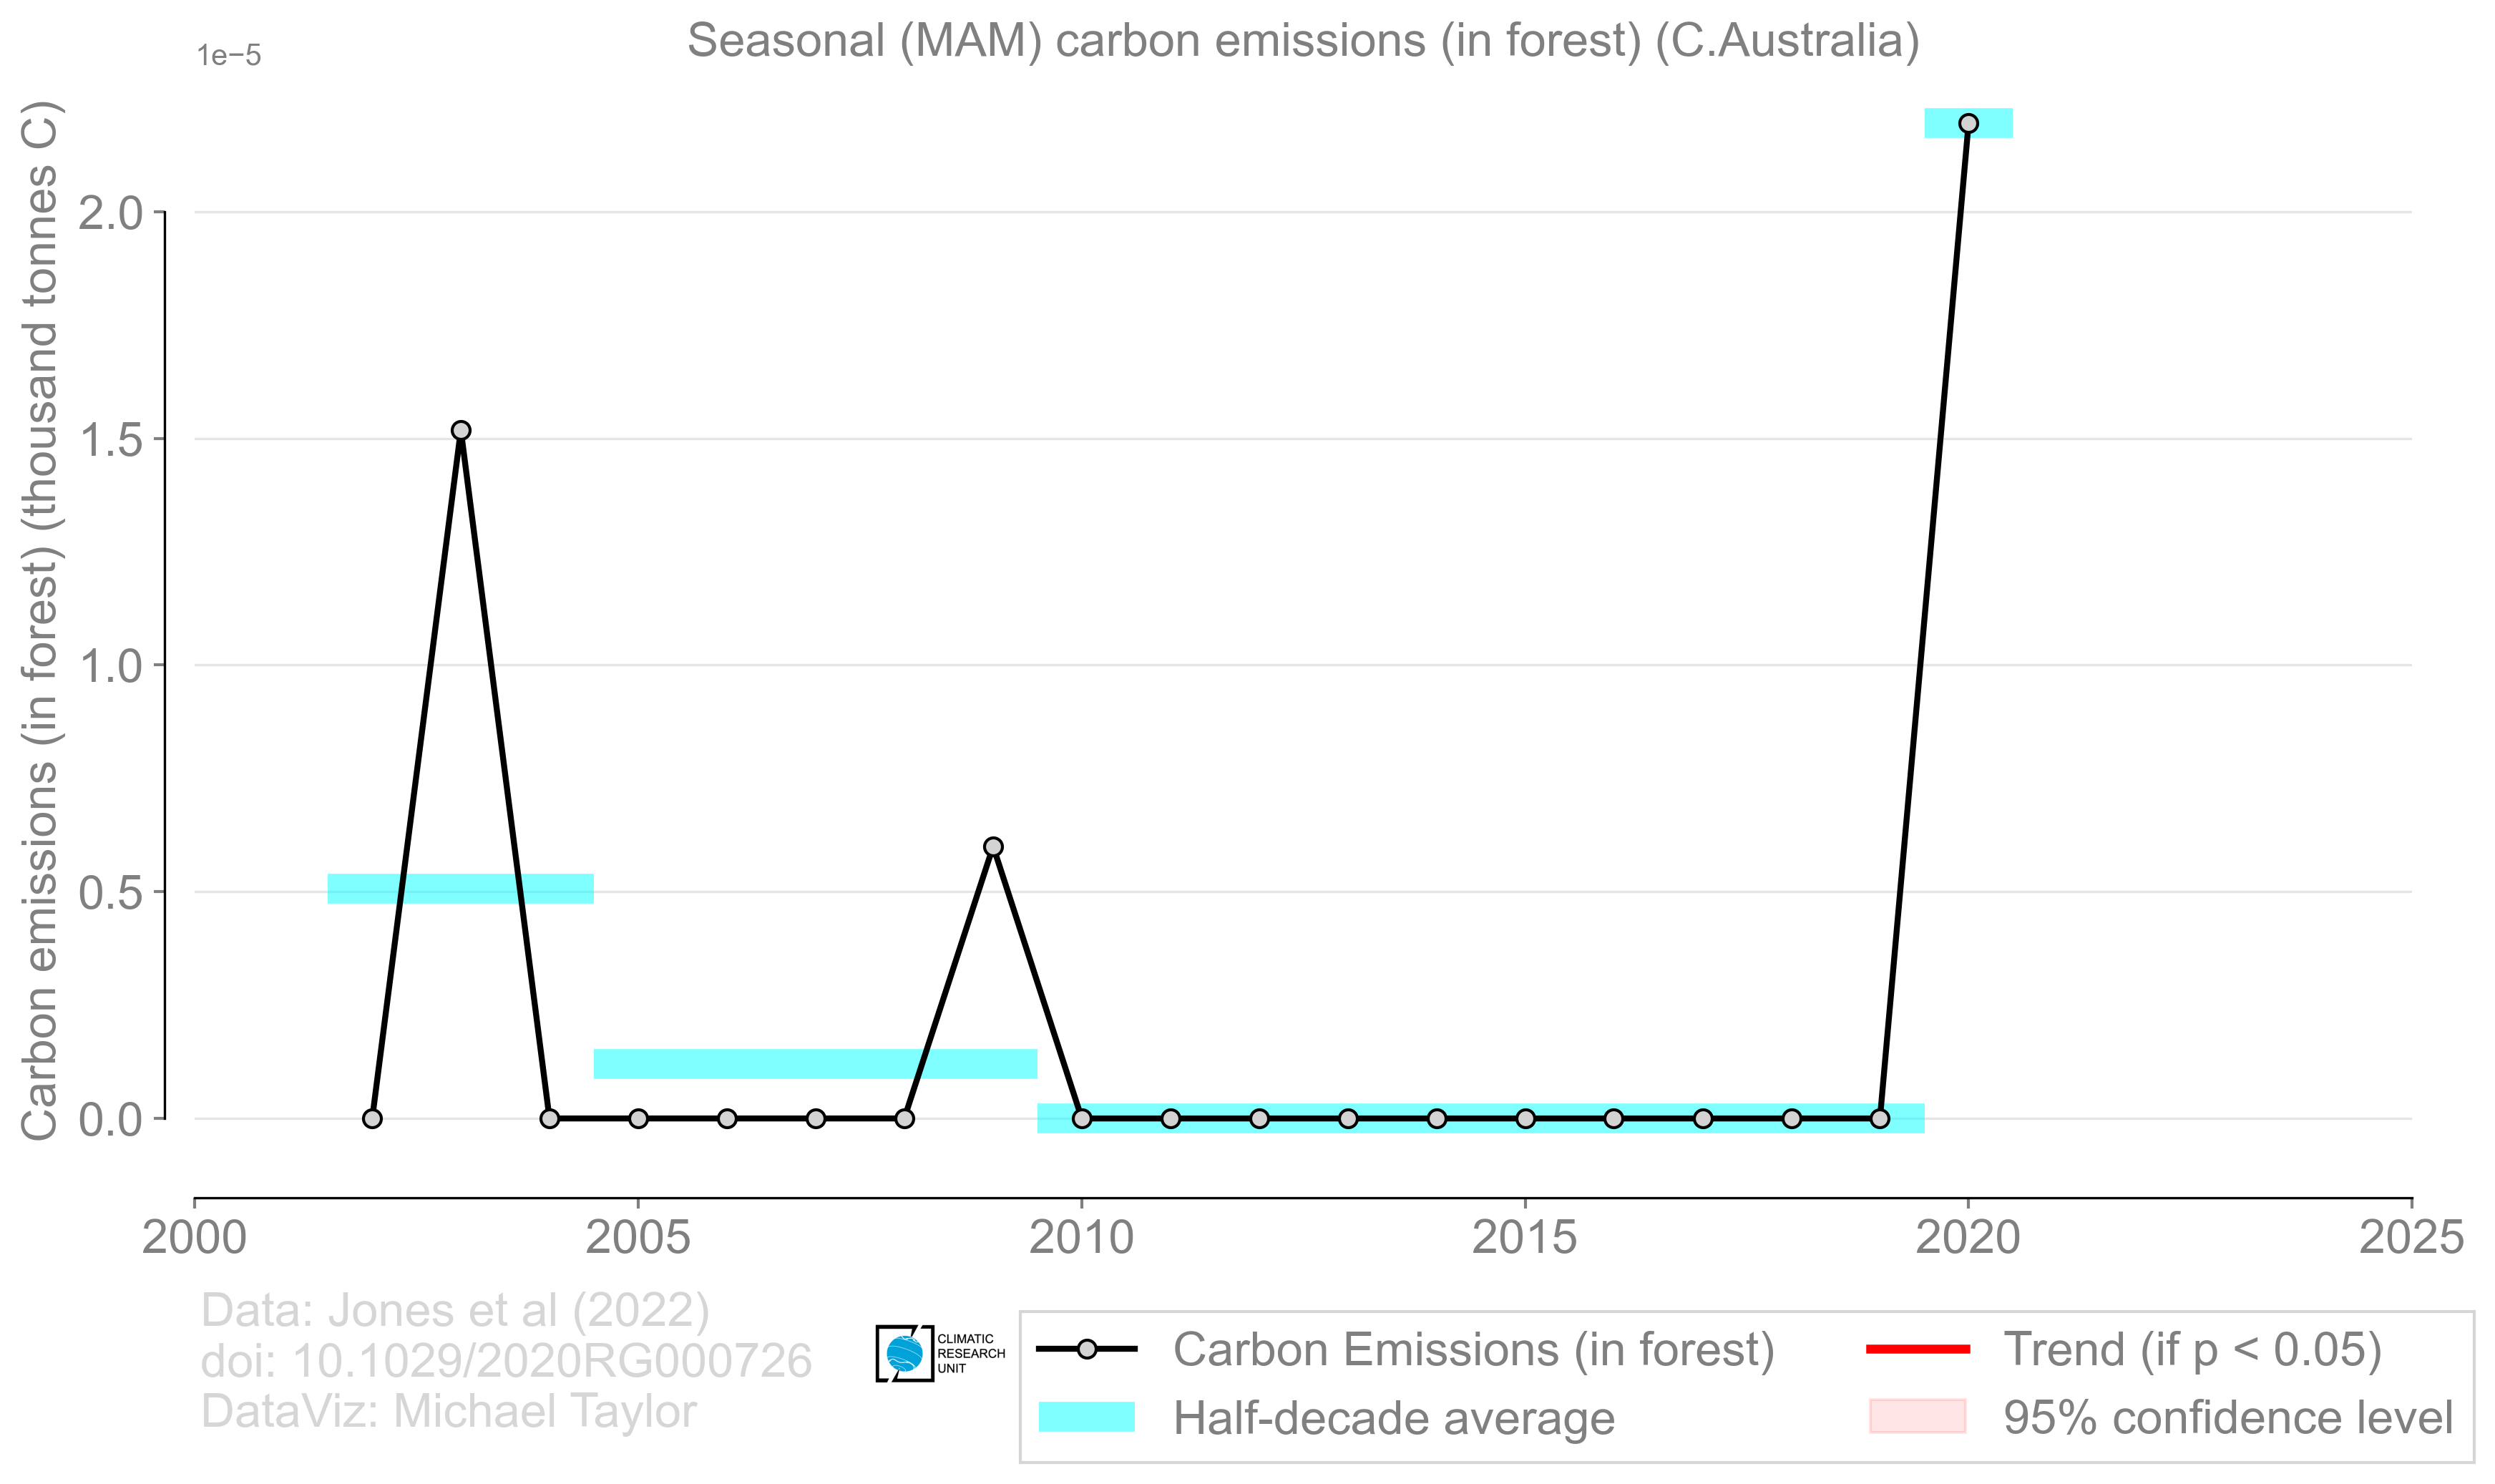 Seasonal (MAM) carbon emissions (in forest) (C.Australia)
1e−5
Carbon emissions (in forest) (thousand tonnes C)
2.0
1.5
1.0
0.5
0.0
2000
2005
2010
2015
2020
2025
Data: Jones et al (2022)
doi: 10.1029/2020RG000726
DataViz: Michael Taylor
CLIMATIC
RESEARCH
UNIT
Carbon Emissions (in forest)
Half-decade average
Trend (if p < 0.05)
95% confidence level